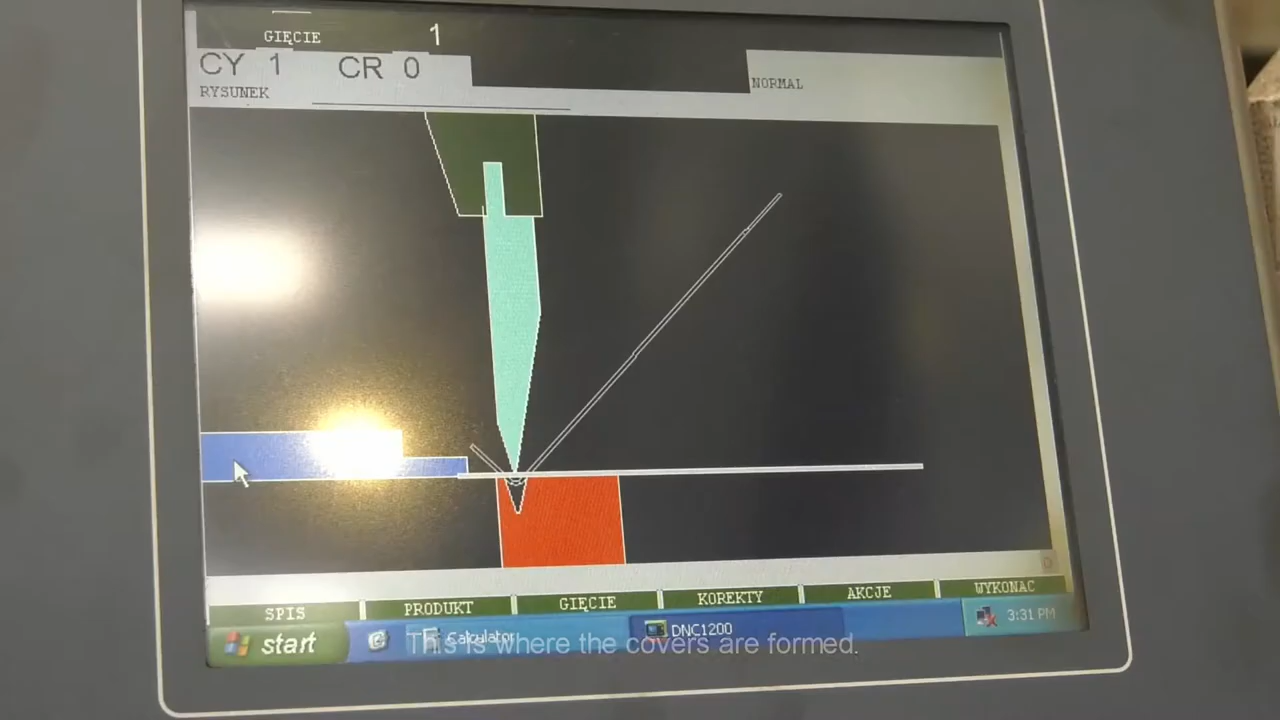 GIĘCIE 1
CY 1 CR 0
RYSUNEK NORMAL
SPIS PRODUKT GIĘCIE KOREKTY AKCJE WYKONAC
start Calculator DNC1200 3:31 PM
This is where the covers are formed.